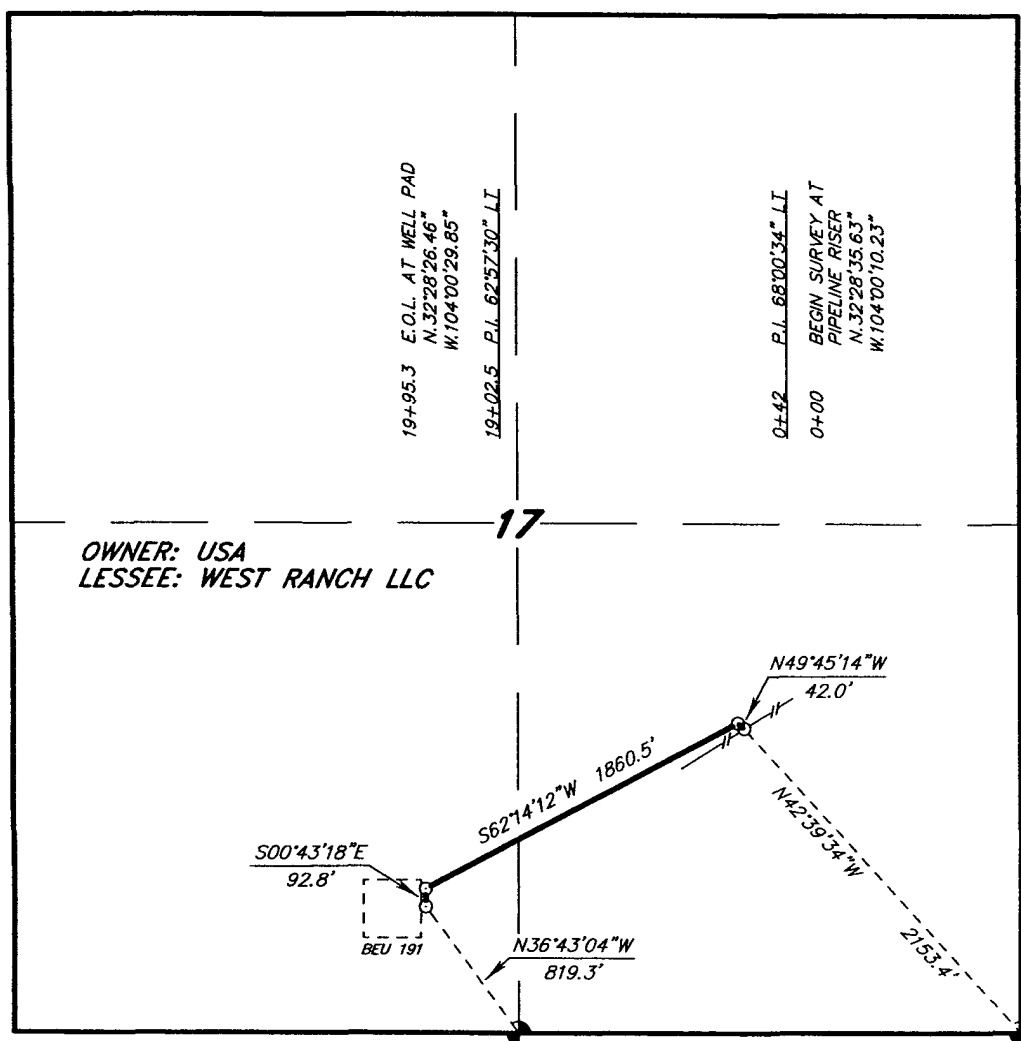 19+95.3 E.O.L. AT WELL PAD
N.32°28'26.46"
W.104°00'29.85"
19+02.5 P.I. 62°57'30" LT
0+42 P.I. 68°00'34" LT
0+00 BEGIN SURVEY AT
PIPELINE RISER
N.32°28'35.63"
W.104°00'10.23"
17
OWNER: USA
LESSEE: WEST RANCH LLC
N49°45'14"W
42.0'
S62°14'12"W 1860.5'
N42°39'34"W
2153.4'
S00°43'18"E
92.8'
BEU 191
N36°43'04"W
819.3'